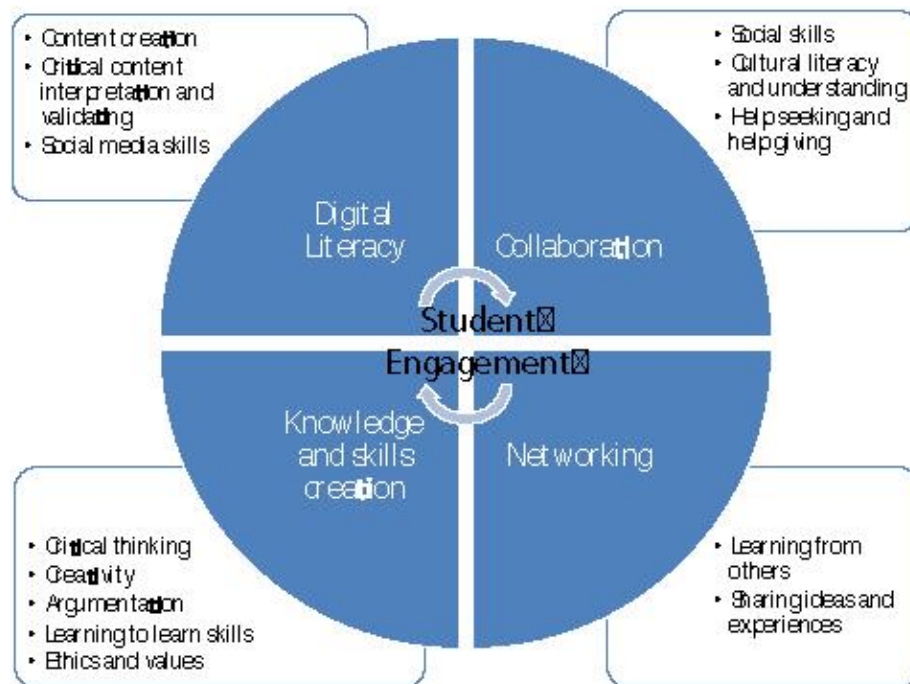 • Content creation
• Critical content
interpretation and
validating
• Social media skills
• Social skills
• Cultural literacy
and understanding
• Help seeking and
help giving
Digital
Literacy
Collaboration
Student
Engagement
Knowledge
and skills
creation
Networking
• Critical thinking
• Creativity
• Argumentation
• Learning to learn skills
• Ethics and values
• Learning from
others
• Sharing ideas and
experiences